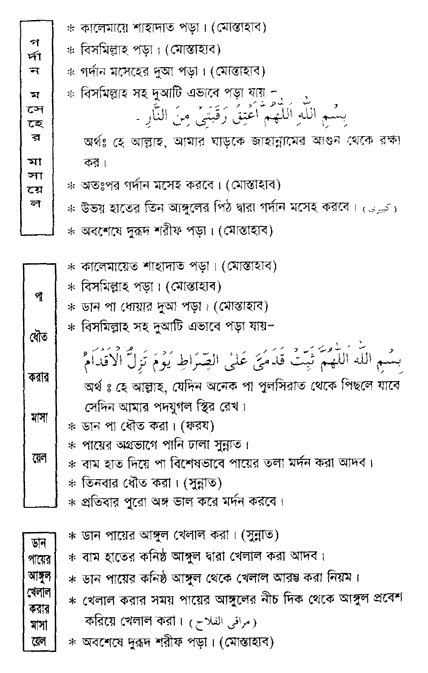 গর্দান মসেহের মাসায়েল
* কালেমায়ে শাহাদাত পড়া। (মোস্তাহাব)
* বিসমিল্লাহ পড়া। (মোস্তাহাব)
* গর্দান মসেহের দুআ পড়া। (মোস্তাহাব)
* বিসমিল্লাহ সহ দুআটি এভাবে পড়া যায় –
بِسْمِ اللّٰهِ اَللّٰهُمَّ اَعْتِقْ رَقَبَتِىْ مِنَ النَّارِ ۔
অর্থঃ হে আল্লাহ, আমার ঘাড়কে জাহান্নামের আগুন থেকে রক্ষা
কর।
* অতঃপর গর্দান মসেহ করবে। (মোস্তাহাব)
* উভয় হাতের তিন আঙ্গুলের পিঠ দ্বারা গর্দান মসেহ করবে। (کبیری)
* অবশেষে দুরূদ শরীফ পড়া। (মোস্তাহাব)
পা
ধৌত
করার
মাসা
য়েল
* কালেমায়েত শাহাদাত পড়া। (মোস্তাহাব)
* বিসমিল্লাহ পড়া। (মোস্তাহাব)
* ডান পা ধোয়ার দুআ পড়া। (মোস্তাহাব)
* বিসমিল্লাহ সহ দুআটি এভাবে পড়া যায়–
بِسْمِ اللّٰهِ اَللّٰهُمَّ ثَبِّتْ قَدَمَىَّ عَلَى الصِّرَاطِ يَوْمَ تَزِلُّ الْاَقْدَامُ
অর্থ ঃ হে আল্লাহ, যেদিন অনেক পা পুলসিরাত থেকে পিছলে যাবে
সেদিন আমার পদযুগল স্থির রেখ।
* ডান পা ধৌত করা। (ফরয)
* পায়ের অগ্রভাগে পানি ঢালা সুন্নাত।
* বাম হাত দিয়ে পা বিশেষভাবে পায়ের তলা মর্দন করা আদব।
* তিনবার ধৌত করা। (সুন্নাত)
* প্রতিবার পুরো অঙ্গ ভাল করে মর্দন করবে।
ডান
পায়ের
আঙ্গুল
খেলাল
করার
মাসা
য়েল
* ডান পায়ের আঙ্গুল খেলাল করা। (সুন্নাত)
* বাম হাতের কনিষ্ঠ আঙ্গুল দ্বারা খেলাল করা আদব।
* ডান পায়ের কনিষ্ঠ আঙ্গুল থেকে খেলাল আরম্ভ করা নিয়ম।
* খেলাল করার সময় পায়ের আঙ্গুলের নীচ দিক থেকে আঙ্গুল প্রবেশ
করিয়ে খেলাল করা। (مراقى الفلاح)
* অবশেষে দুরূদ শরীফ পড়া। (মোস্তাহাব)